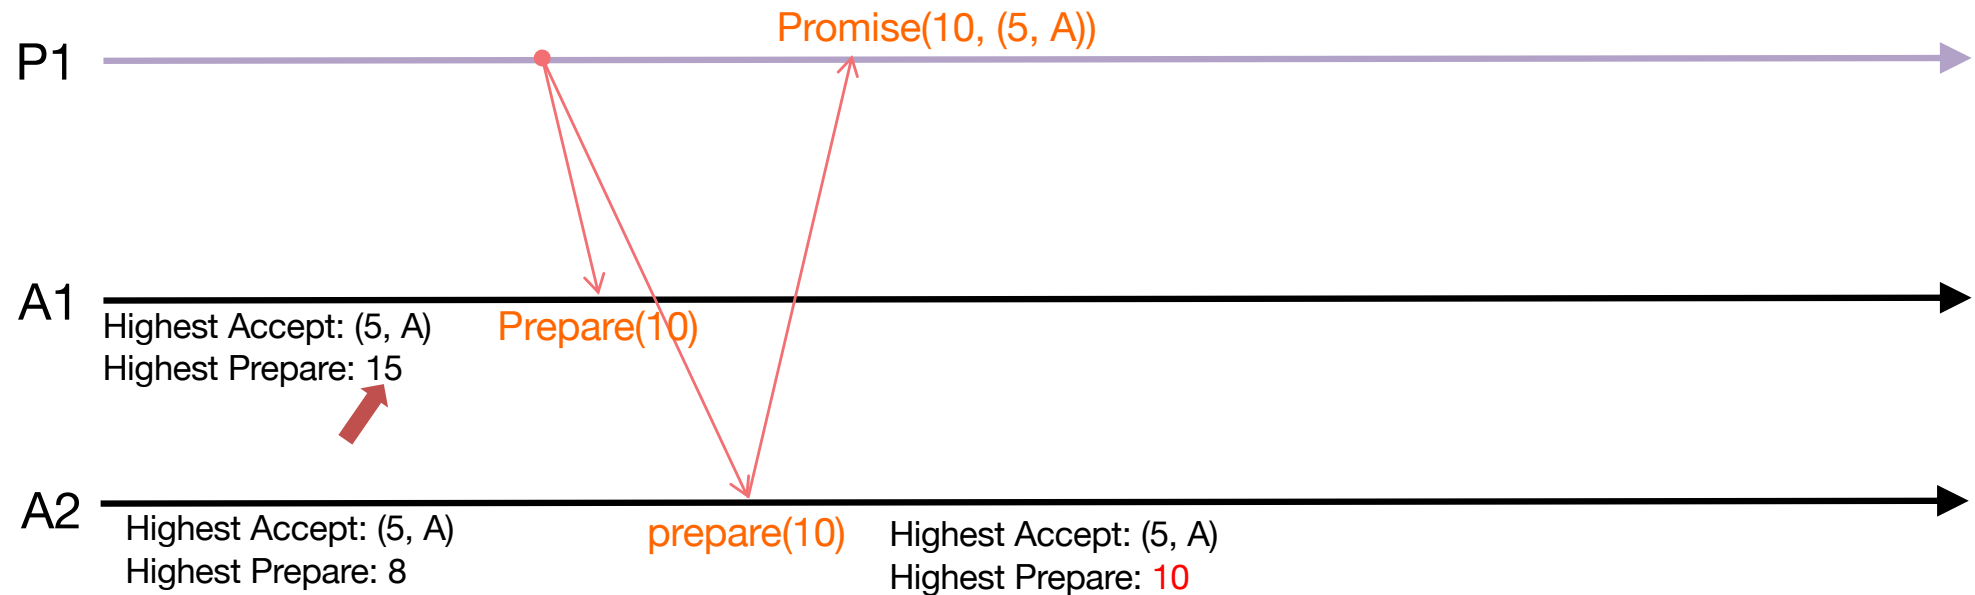 Promise(10, (5, A))
P1
A1
Highest Accept: (5, A)
Highest Prepare: 15
Prepare(10)
A2
Highest Accept: (5, A)
Highest Prepare: 8
prepare(10)
Highest Accept: (5, A)
Highest Prepare: 10